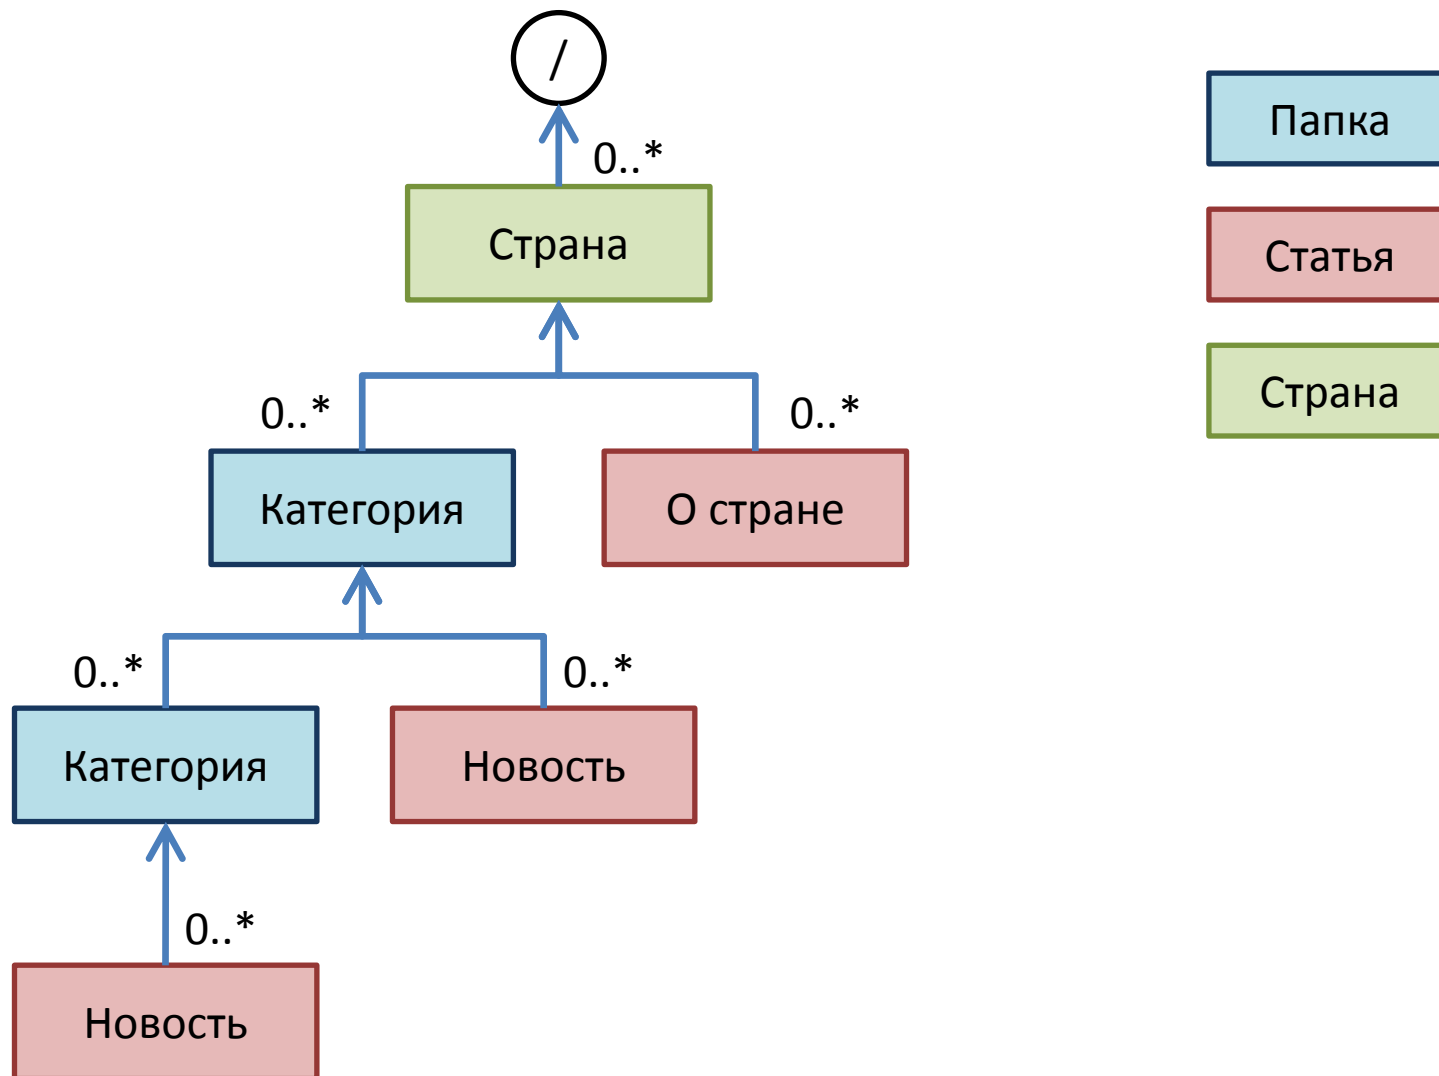 /
0..*
Страна
0..*
0..*
Категория
О стране
0..*
0..*
Категория
Новость
0..*
Новость
Папка
Статья
Страна